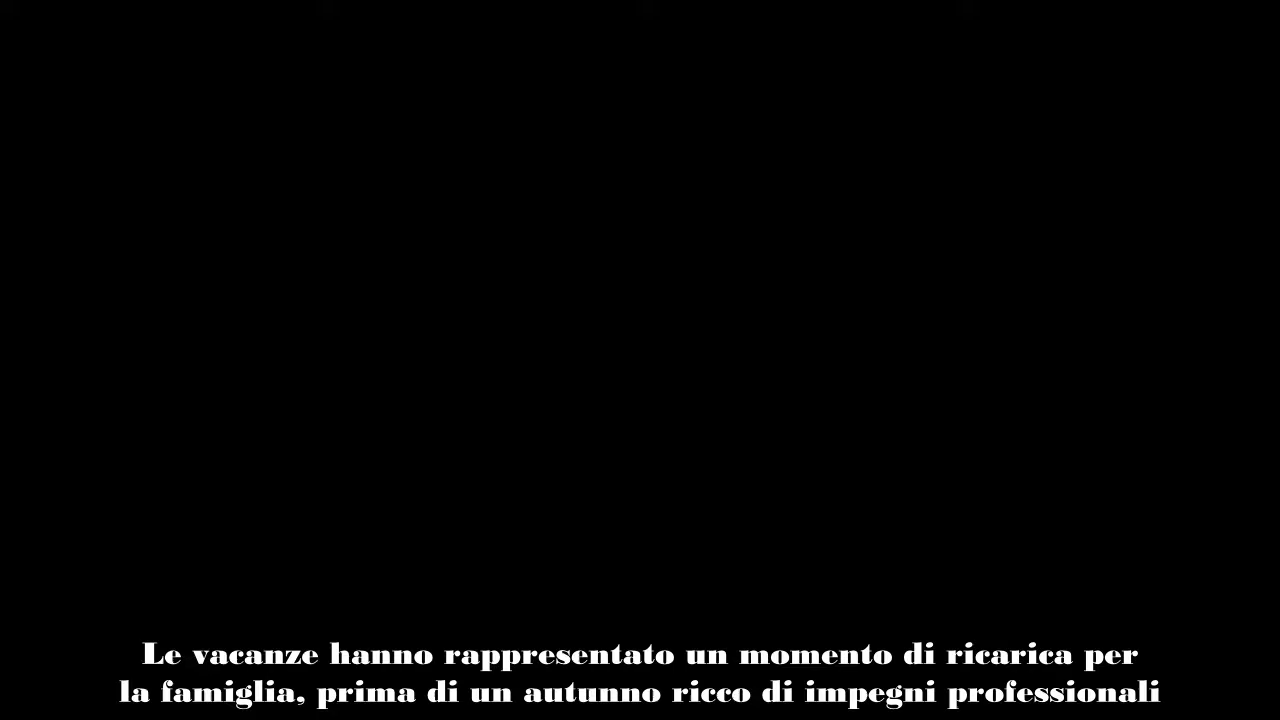 Le vacanze hanno rappresentato un momento di ricarica per
la famiglia, prima di un autunno ricco di impegni professionali